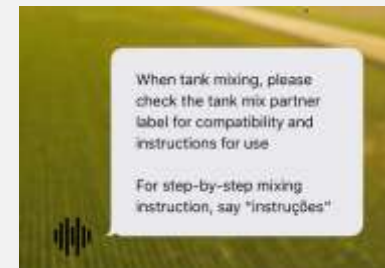 When tank mixing, please
check the tank mix partner
label for compatibility and
instructions for use
For step-by-step mixing
instruction, say "instruções"